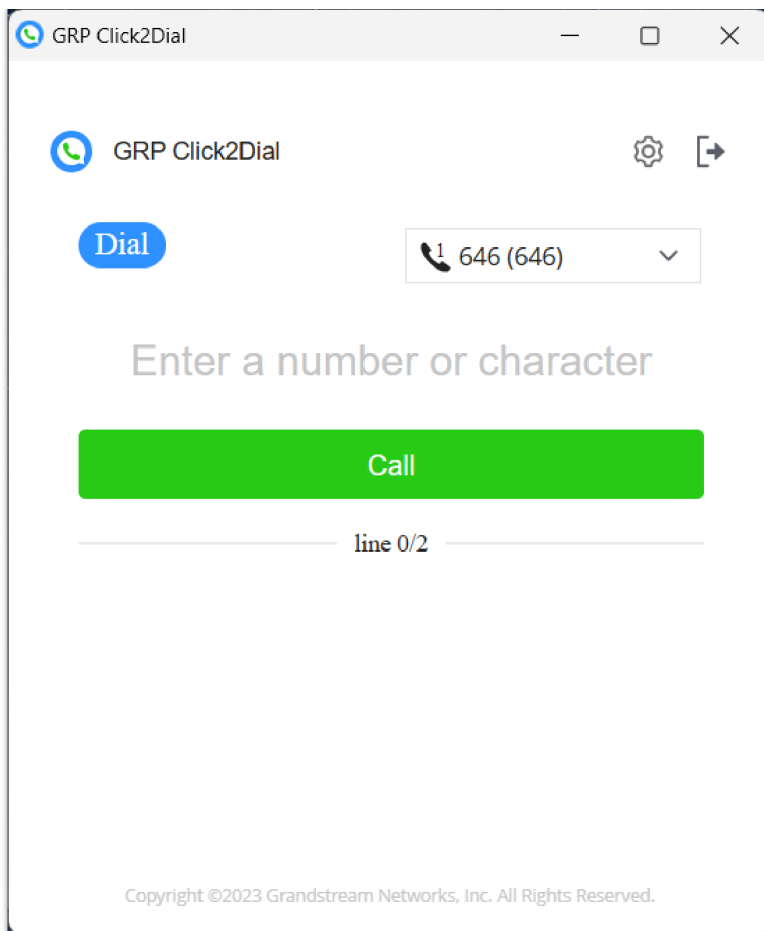 GRP Click2Dial
GRP Click2Dial
Dial
1 646 (646)
Enter a number or character
Call
line 0/2
Copyright ©2023 Grandstream Networks, Inc. All Rights Reserved.